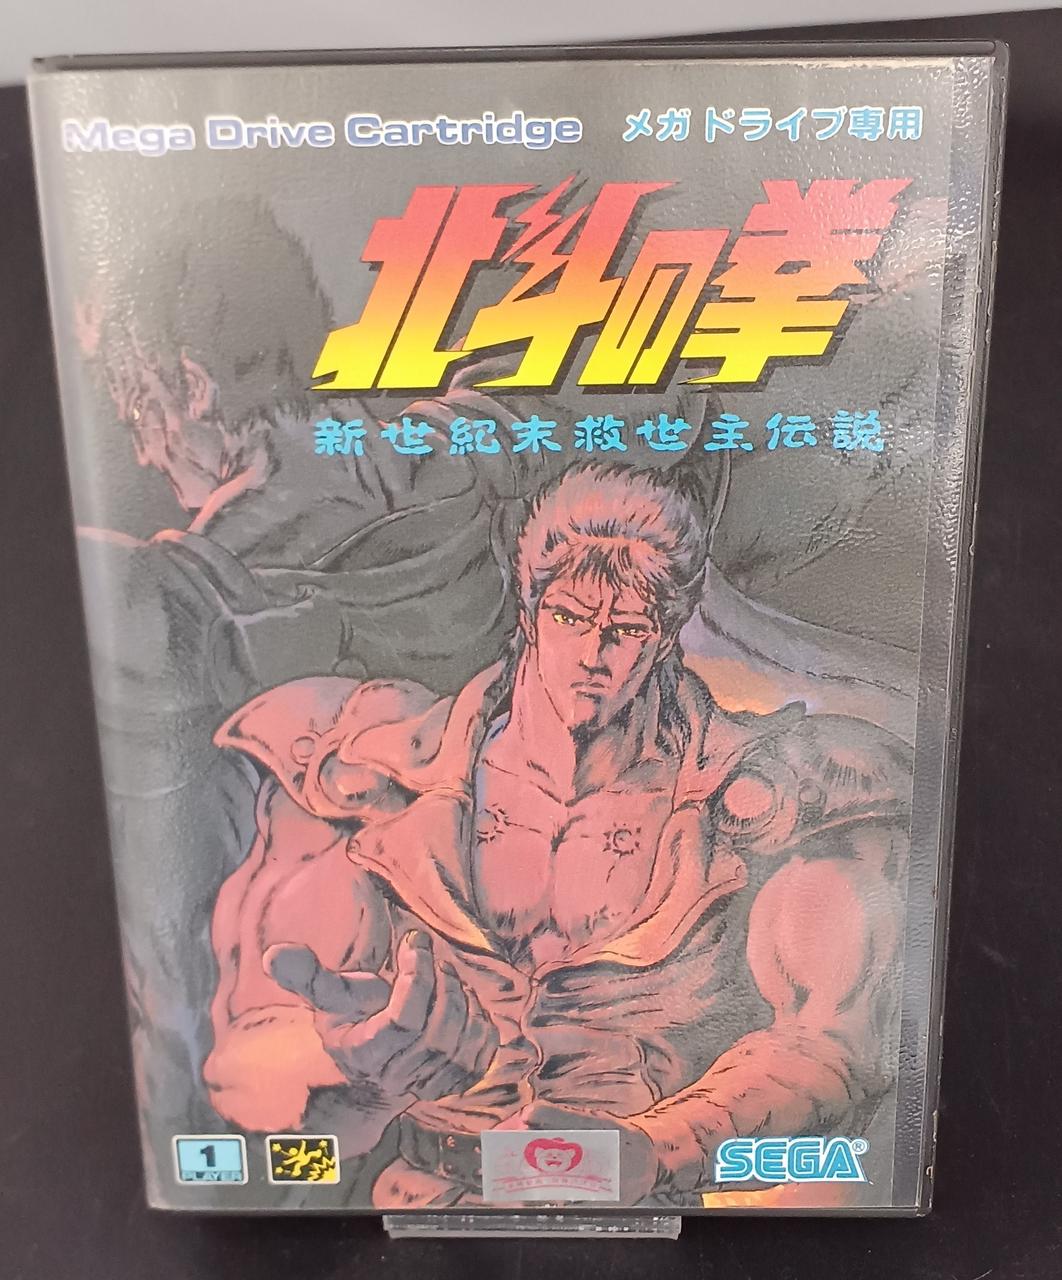 Mega Drive Cartridge メガドライブ専用
北斗の拳
新世紀末救世主伝説
1
PLAYER
SEGA®